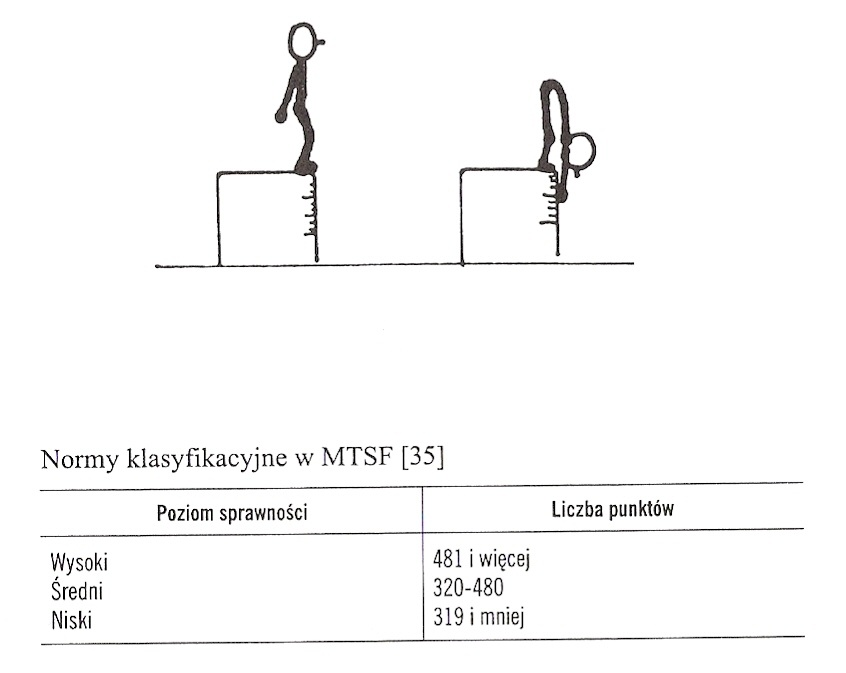 Normy klasyfikacyjne w MTSF [35]
Poziom sprawności Liczba punktów
Wysoki 481 i więcej
Średni 320-480
Niski 319 i mniej